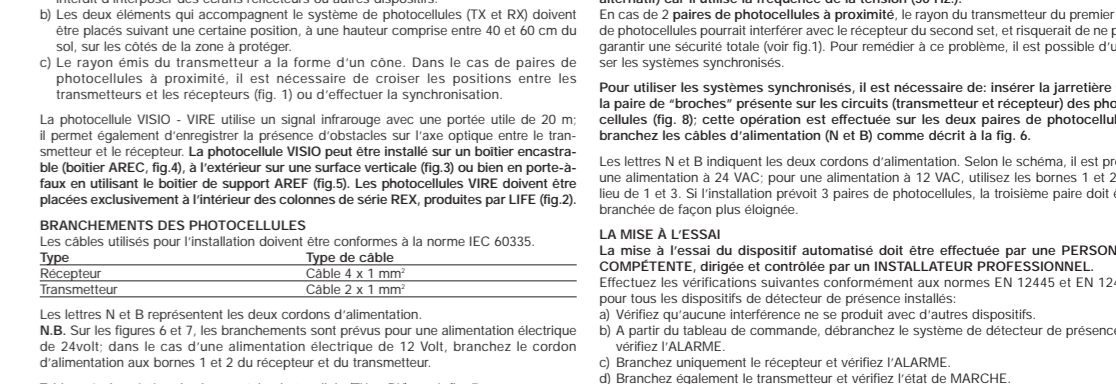 b) Les deux éléments qui accompagnent le système de photocellules (TX et RX) doivent
être placés suivant une certaine position, à une hauteur comprise entre 40 et 60 cm du
sol, sur les côtés de la zone à protéger.
c) Le rayon émis du transmetteur a la forme d'un cône. Dans le cas de paires de
photocellules à proximité, il est nécessaire de croiser les positions entre les
transmetteurs et les récepteurs (fig. 1) ou d'effectuer la synchronisation.
La photocellule VISIO - VIRE utilise un signal infrarouge avec une portée utile de 20 m;
il permet également d'enregistrer la présence d'obstacles sur l'axe optique entre le tran-
smetteur et le récepteur. La photocellule VISIO peut être installé sur un boîtier encastra-
ble (boîtier AREC, fig.4), à l'extérieur sur une surface verticale (fig.3) ou bien en porte-à-
faux en utilisant le boîtier de support AREF (fig.5). Les photocellules VIRE doivent être
placées exclusivement à l'intérieur des colonnes de série REX, produites par LIFE (fig.2).
BRANCHEMENTS DES PHOTOCELLULES
Les câbles utilisés pour l'installation doivent être conformes à la norme IEC 60335.
Type Type de câble
Récepteur Câble 4 x 1 mm²
Transmetteur Câble 2 x 1 mm²
Les lettres N et B représentent les deux cordons d'alimentation.
N.B. Sur les figures 6 et 7, les branchements sont prévus pour une alimentation électrique
de 24volt; dans le cas d'une alimentation électrique de 12 Volt, branchez le cordon
d'alimentation aux bornes 1 et 2 du récepteur et du transmetteur.
En cas de 2 paires de photocellules à proximité, le rayon du transmetteur du premier
de photocellules pourrait interférer avec le récepteur du second set, et risquerait de ne p
garantir une sécurité totale (voir fig.1). Pour remédier à ce problème, il est possible d'u
ser les systèmes synchronisés.
Pour utiliser les systèmes synchronisés, il est nécessaire de: insérer la jarretière
la paire de "broches" présente sur les circuits (transmetteur et récepteur) des pho
cellules (fig. 8); cette opération est effectuée sur les deux paires de photocellul
branchez les câbles d'alimentation (N et B) comme décrit à la fig. 6.
Les lettres N et B indiquent les deux cordons d'alimentation. Selon le schéma, il est pr
une alimentation à 24 VAC; pour une alimentation à 12 VAC, utilisez les bornes 1 et 2
lieu de 1 et 3. Si l'installation prévoit 3 paires de photocellules, la troisième paire doit
branchée de façon plus éloignée.
LA MISE À L'ESSAI
La mise à l'essai du dispositif automatisé doit être effectuée par une PERSON
COMPÉTENTE, dirigée et contrôlée par un INSTALLATEUR PROFESSIONNEL.
Effectuez les vérifications suivantes conformément aux normes EN 12445 et EN 124
pour tous les dispositifs de détecteur de présence installés:
a) Vérifiez qu'aucune interférence ne se produit avec d'autres dispositifs.
b) A partir du tableau de commande, débranchez le système de détecteur de présence
vérifiez l'ALARME.
c) Branchez uniquement le récepteur et vérifiez l'ALARME.
d) Branchez également le transmetteur et vérifiez l'état de MARCHE.